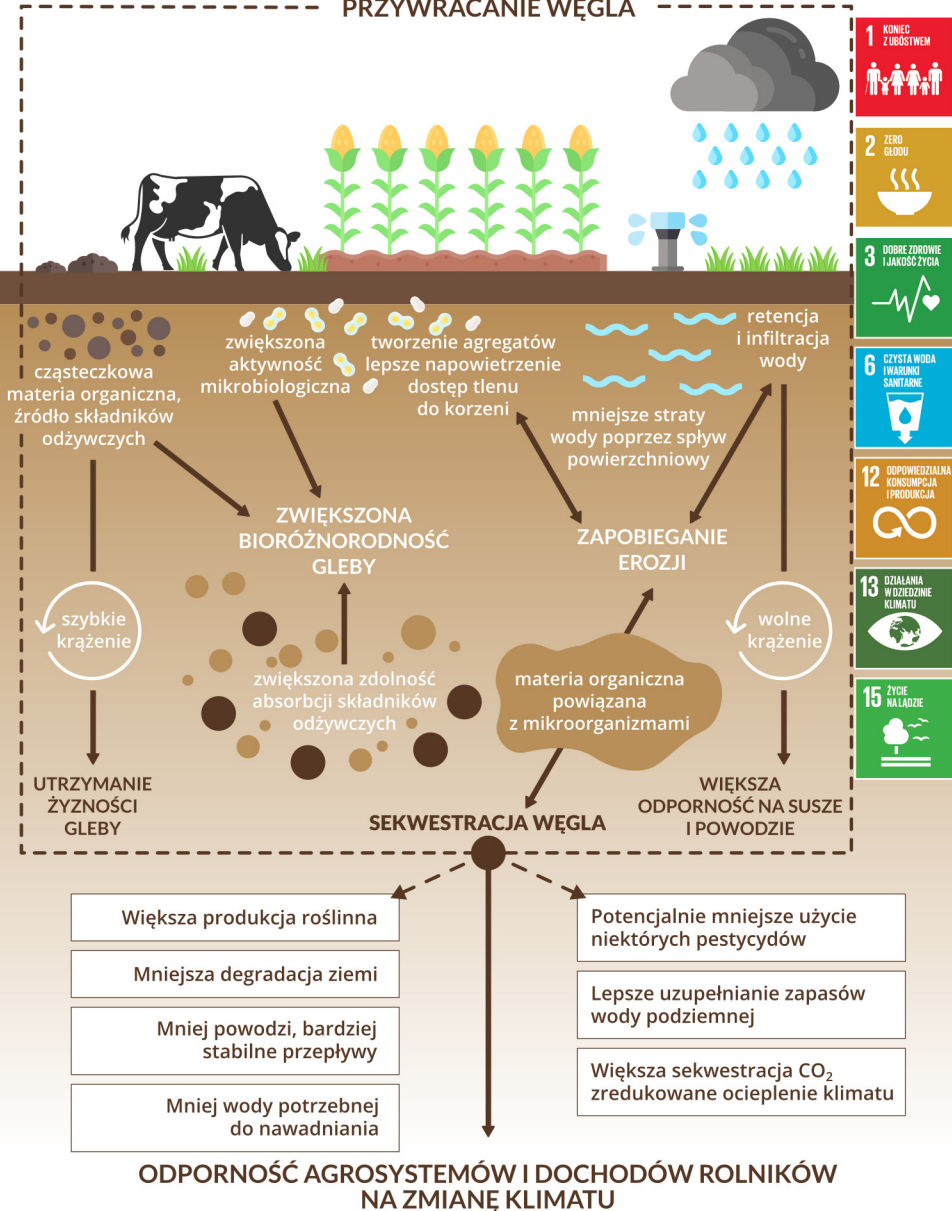 PRZYWRACANIE WĘGLA
1 KONIEC
Z UBÓSTWEM
2 ZERO
GŁODU
3 DOBRE ZDROWIE
I JAKOŚĆ ŻYCIA
6 CZYSTA WODA
I WARUNKI
SANITARNE
12 ODPOWIEDZIALNA
KONSUMPCJA
I PRODUKCJA
13 DZIAŁANIA
W DZIEDZINIE
KLIMATU
15 ŻYCIE
NA LĄDZIE
cząsteczkowa
materia organiczna,
źródło składników
odżywczych
zwiększona
aktywność
mikrobiologiczna
tworzenie agregatów
lepsze napowietrzenie
dostęp tlenu
do korzeni
retencja
i infiltracja
wody
mniejsze straty
wody poprzez spływ
powierzchniowy
ZWIĘKSZONA
BIORÓŻNORODNOŚĆ
GLEBY
ZAPOBIEGANIE
EROZJI
szybkie
krążenie
wolne
krążenie
zwiększona zdolność
absorbcji składników
odżywczych
materia organiczna
powiązana
z mikroorganizmami
UTRZYMANIE
ŻYZNOŚCI
GLEBY
SEKWESTRACJA WĘGLA
WIĘKSZA
ODPORNOŚĆ NA SUSZE
I POWODZIE
Większa produkcja roślinna
Mniejsza degradacja ziemi
Mniej powodzi, bardziej
stabilne przepływy
Mniej wody potrzebnej
do nawadniania
Potencjalnie mniejsze użycie
niektórych pestycydów
Lepsze uzupełnianie zapasów
wody podziemnej
Większa sekwestracja CO₂
zredukowane ocieplenie klimatu
ODPORNOŚĆ AGROSYSTEMÓW I DOCHODÓW ROLNIKÓW
NA ZMIANĘ KLIMATU